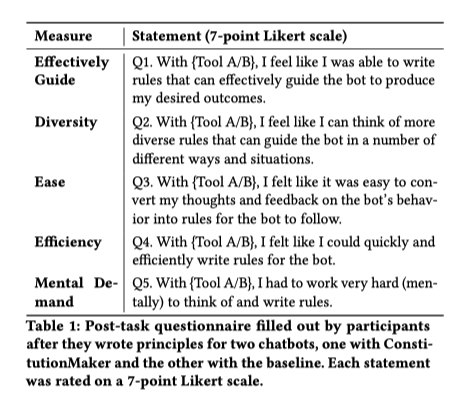 Measure Statement (7-point Likert scale)
Effectively Q1. With {Tool A/B}, I feel like I was able to write
Guide rules that can effectively guide the bot to produce
my desired outcomes.
Diversity Q2. With {Tool A/B}, I feel like I can think of more
diverse rules that can guide the bot in a number of
different ways and situations.
Ease Q3. With {Tool A/B}, I felt like it was easy to con-
vert my thoughts and feedback on the bot's behav-
ior into rules for the bot to follow.
Efficiency Q4. With {Tool A/B}, I felt like I could quickly and
efficiently write rules for the bot.
Mental De- Q5. With {Tool A/B}, I had to work very hard (men-
mand tally) to think of and write rules.
Table 1: Post-task questionnaire filled out by participants
after they wrote principles for two chatbots, one with Consti-
tutionMaker and the other with the baseline. Each statement
was rated on a 7-point Likert scale.